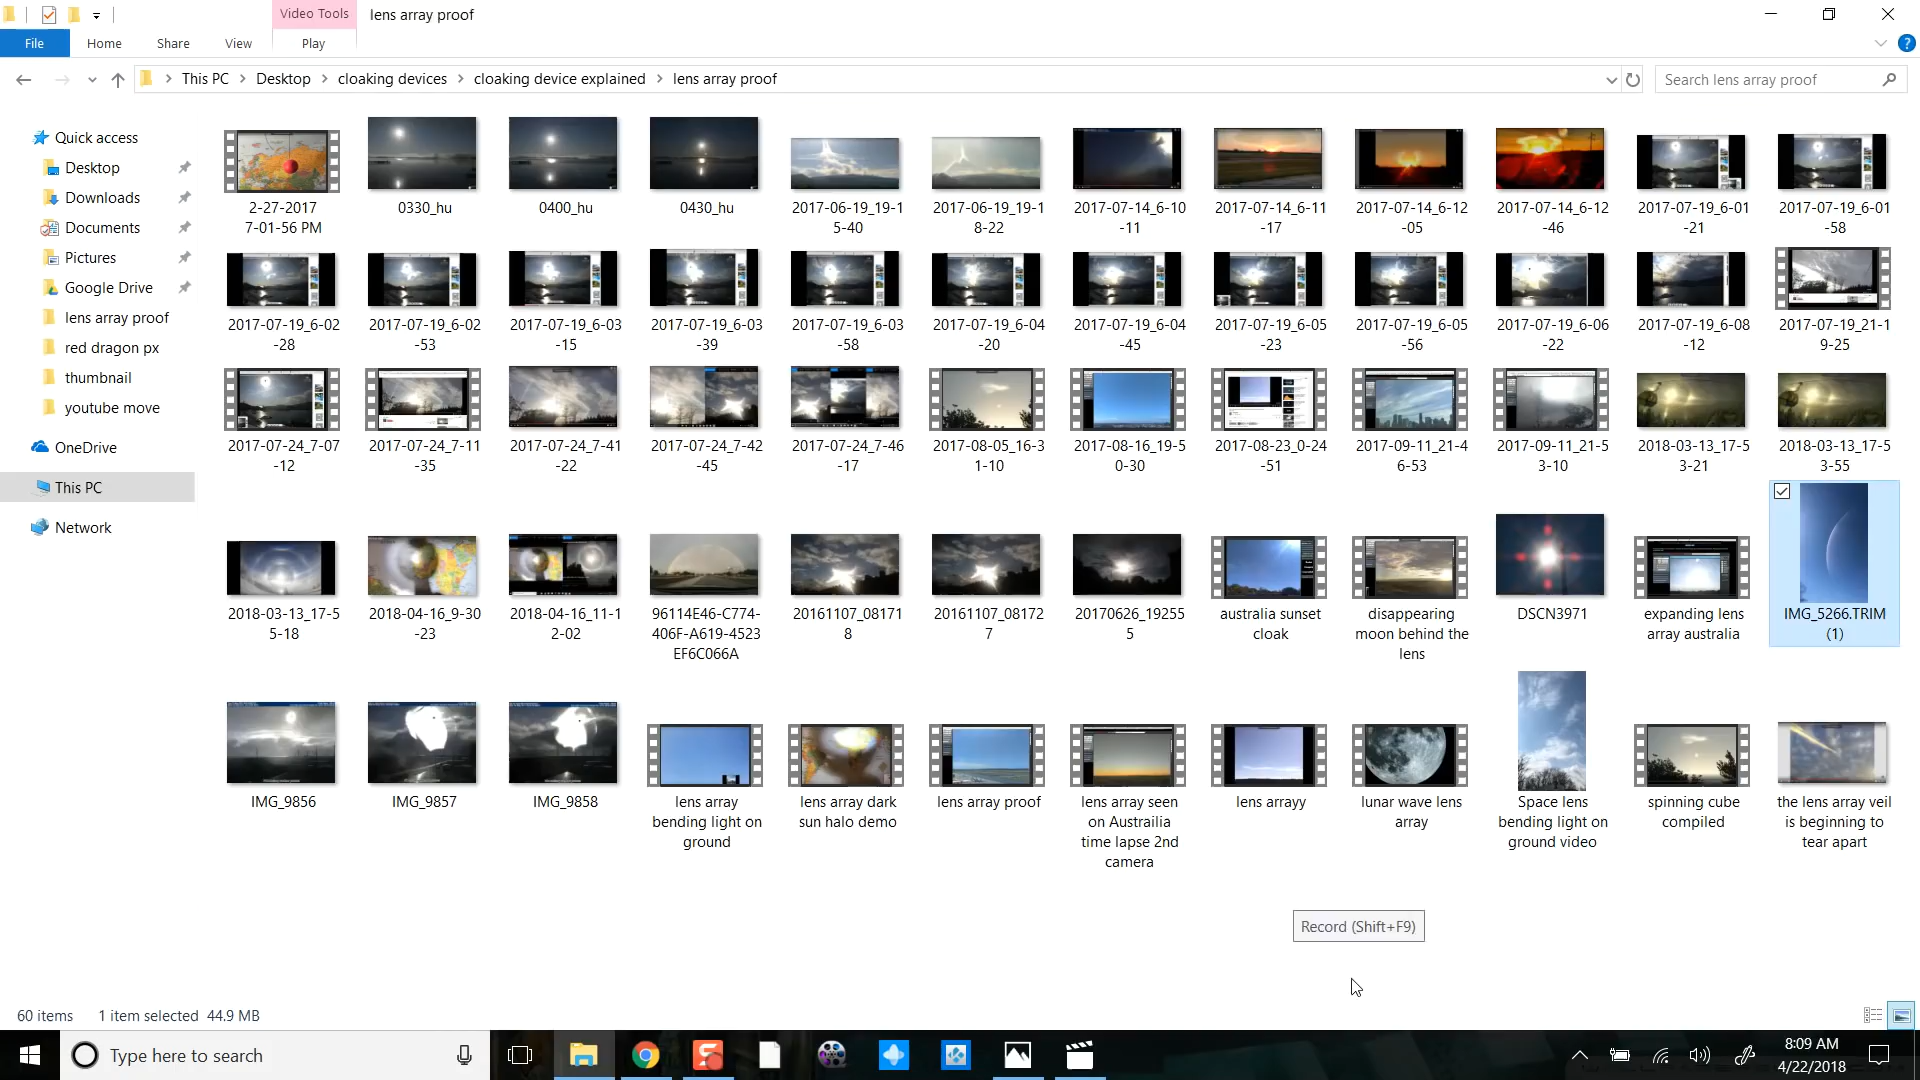 Video Tools
lens array proof
File
Home
Share
View
Play
This PC
Desktop
cloaking devices
cloaking device explained
lens array proof
Search lens array proof
Quick access
Desktop
Downloads
Documents
Pictures
Google Drive
lens array proof
red dragon px
thumbnail
youtube move
OneDrive
This PC
Network
2-27-2017
7-01-56 PM
0330_hu
0400_hu
0430_hu
2017-06-19_19-1
5-40
2017-06-19_19-1
8-22
2017-07-14_6-10
-11
2017-07-14_6-11
-17
2017-07-14_6-12
-05
2017-07-14_6-12
-46
2017-07-19_6-01
-21
2017-07-19_6-01
-58
2017-07-19_6-02
-28
2017-07-19_6-02
-53
2017-07-19_6-03
-15
2017-07-19_6-03
-39
2017-07-19_6-03
-58
2017-07-19_6-04
-20
2017-07-19_6-04
-45
2017-07-19_6-05
-23
2017-07-19_6-05
-56
2017-07-19_6-06
-22
2017-07-19_6-08
-12
2017-07-19_21-1
9-25
2017-07-24_7-07
-12
2017-07-24_7-11
-35
2017-07-24_7-41
-22
2017-07-24_7-42
-45
2017-07-24_7-46
-17
2017-08-05_16-3
1-10
2017-08-16_19-5
0-30
2017-08-23_0-24
-51
2017-09-11_21-4
6-53
2017-09-11_21-5
3-10
2018-03-13_17-5
3-21
2018-03-13_17-5
3-55
2018-03-13_17-5
5-18
2018-04-16_9-30
-23
2018-04-16_11-1
2-02
96114E46-C774-
406F-A619-4523
EF6C066A
20161107_08171
8
20161107_08172
7
20170626_19255
5
australia sunset
cloak
disappearing
moon behind the
lens
DSCN3971
expanding lens
array australia
IMG_5266.TRIM
(1)
IMG_9856
IMG_9857
IMG_9858
lens array
bending light on
ground
lens array dark
sun halo demo
lens array proof
lens array seen
on Austrailia
time lapse 2nd
camera
lens arrayy
lunar wave lens
array
Space lens
bending light on
ground video
spinning cube
compiled
the lens array veil
is beginning to
tear apart
Record (Shift+F9)
60 items
1 item selected 44.9 MB
Type here to search
8:09 AM
4/22/2018